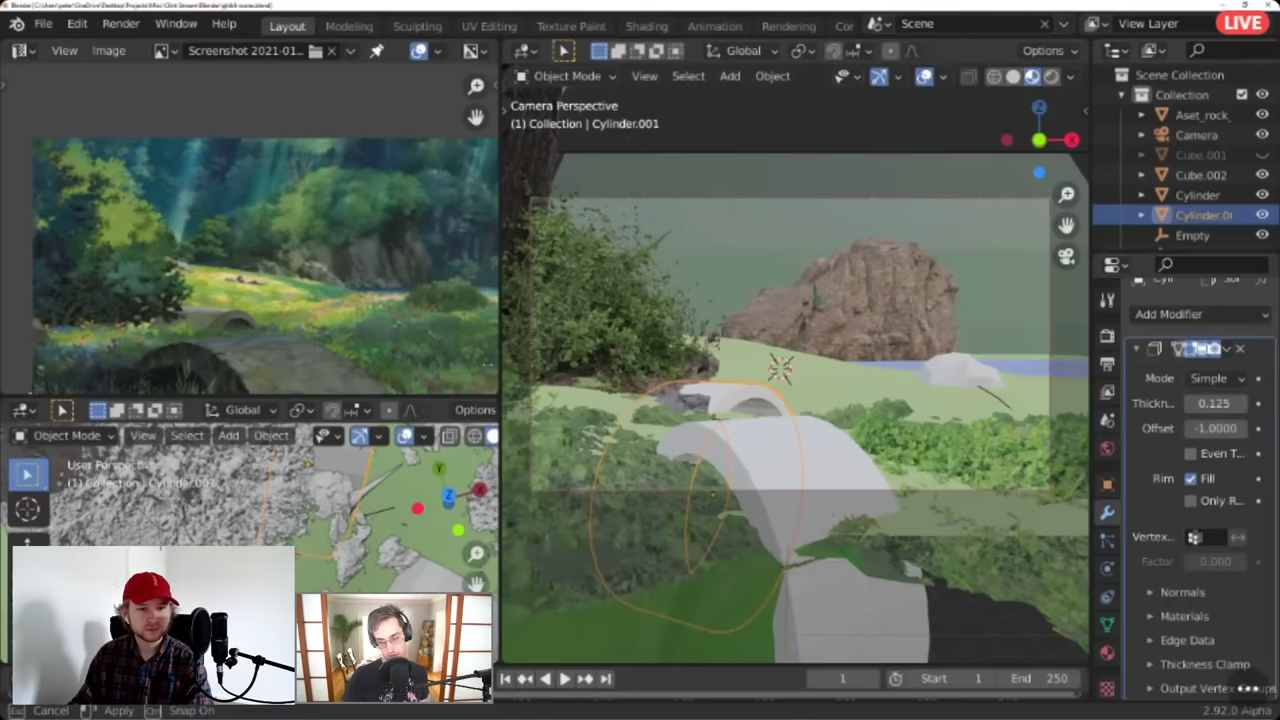 File Edit Render Window Help Layout Modeling Sculpting UV Editing Texture Paint Shading Animation Rendering Scene View Layer LIVE
View Image Screenshot 2021-01... Global Options
Object Mode View Select Add Object
Camera Perspective
(1) Collection | Cylinder.001
Scene Collection
Collection
Aset_rock_
Camera
Cube.001
Cube.002
Cylinder
Cylinder.0
Empty
Z
X
Add Modifier
Mode Simple
Thickn... 0.125
Offset -1.0000
Even T...
Rim Fill
Only R...
Vertex...
Factor 0.000
Normals
Materials
Edge Data
Thickness Clamp
Output Vertex
Global Options
Object Mode View Select Add Object
User Perspective
(1) Collection | Cylinder.001
Y
Z
X
1 Start 1 End 250
Cancel Apply Snap On 2.92.0 Alpha